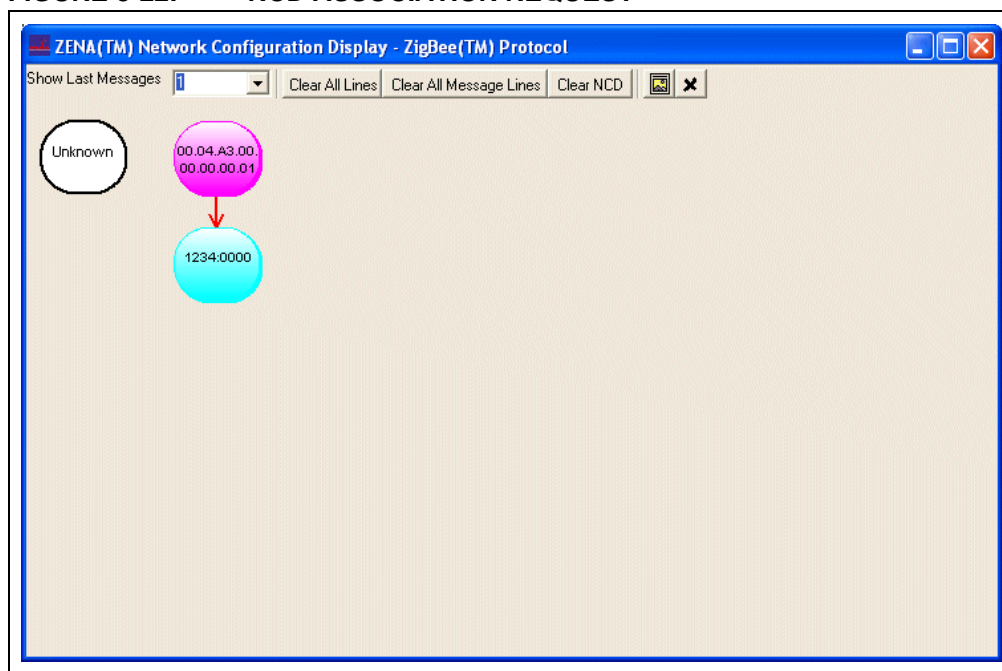 ZENA(TM) Network Configuration Display - ZigBee(TM) Protocol
Show Last Messages 1 Clear All Lines Clear All Message Lines Clear NCD
Unknown
00.04.A3.00.
00.00.00.01
1234:0000